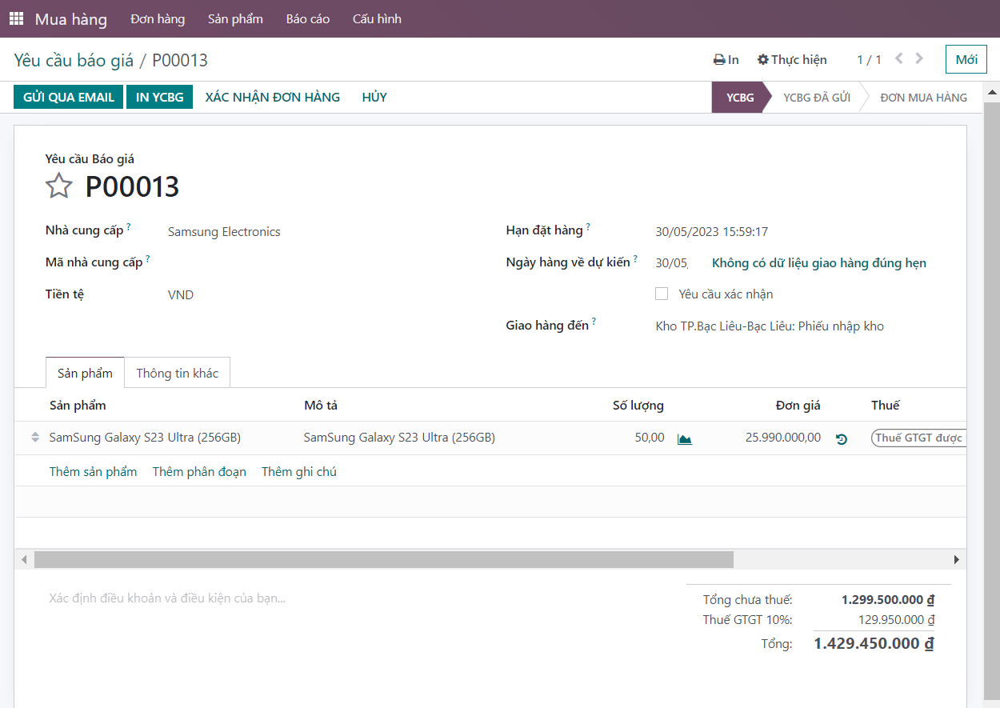 Mua hàng Đơn hàng Sản phẩm Báo cáo Cấu hình
Yêu cầu báo giá / P00013 In Thực hiện 1 / 1 Mới
GỬI QUA EMAIL IN YCBG XÁC NHẬN ĐƠN HÀNG HỦY YCBG YCBG ĐÃ GỬI ĐƠN MUA HÀNG
Yêu cầu Báo giá
P00013
Nhà cung cấp ? Samsung Electronics Hạn đặt hàng ? 30/05/2023 15:59:17
Mã nhà cung cấp ? Ngày hàng về dự kiến ? 30/05 Không có dữ liệu giao hàng đúng hẹn
Tiền tệ VND Yêu cầu xác nhận
Giao hàng đến ? Kho TP.Bạc Liêu-Bạc Liêu: Phiếu nhập kho
Sản phẩm Thông tin khác
Sản phẩm Mô tả Số lượng Đơn giá Thuế
SamSung Galaxy S23 Ultra (256GB) SamSung Galaxy S23 Ultra (256GB) 50,00 25.990.000,00 Thuế GTGT được
Thêm sản phẩm Thêm phân đoạn Thêm ghi chú
Xác định điều khoản và điều kiện của bạn...
Tổng chưa thuế: 1.299.500.000 ₫
Thuế GTGT 10%: 129.950.000 ₫
Tổng: 1.429.450.000 ₫